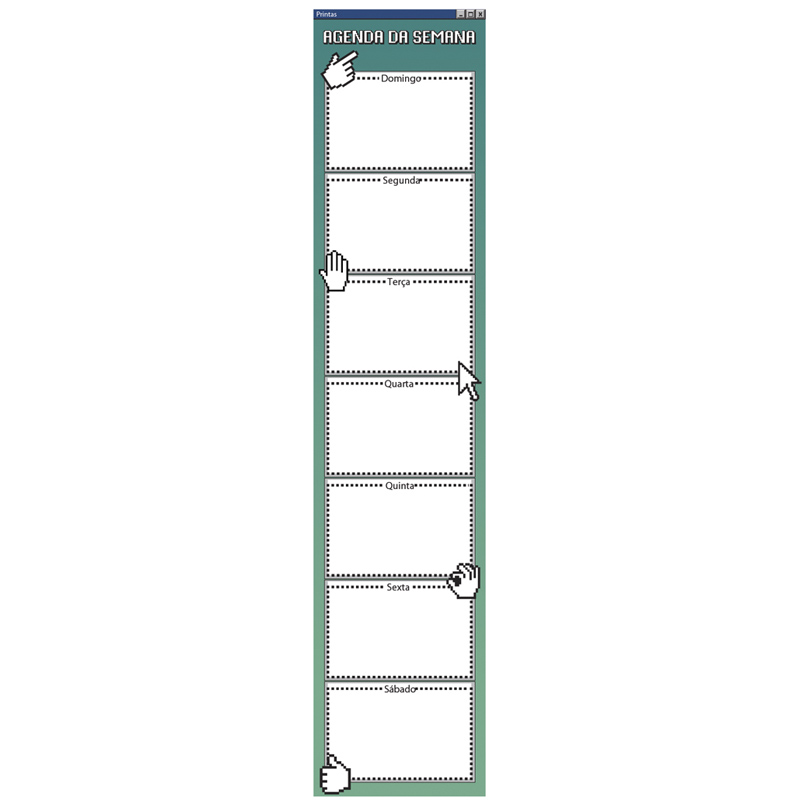 Printas
AGENDA DA SEMANA
Domingo
Segunda
Terça
Quarta
Quinta
Sexta
Sábado